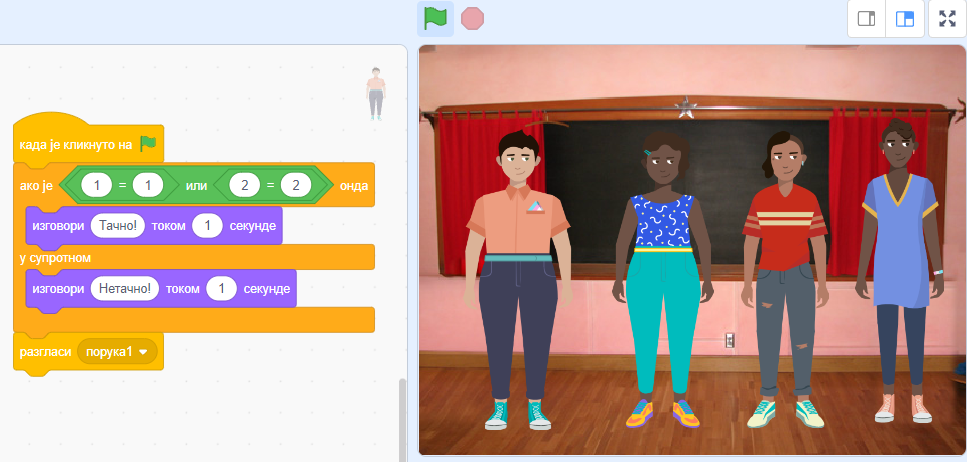 када је кликнуто на
ако је 1 = 1 или 2 = 2 онда
изговори Тачно! током 1 секунде
у супротном
изговори Нетачно! током 1 секунде
разгласи порука1